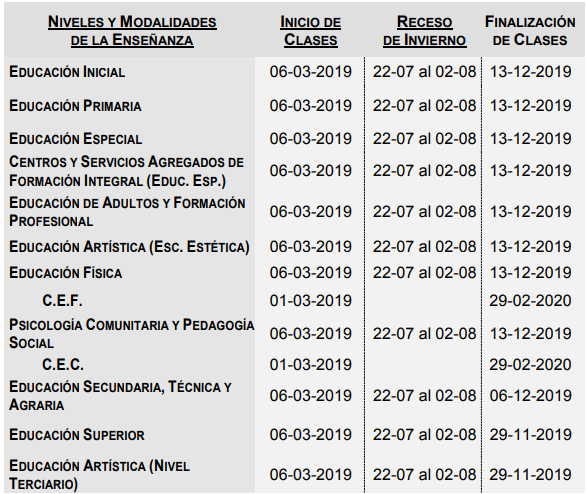 NIVELES Y MODALIDADES DE LA ENSEÑANZA INICIO DE CLASES RECESO DE INVIERNO FINALIZACIÓN DE CLASES
EDUCACIÓN INICIAL 06-03-2019 22-07 al 02-08 13-12-2019
EDUCACIÓN PRIMARIA 06-03-2019 22-07 al 02-08 13-12-2019
EDUCACIÓN ESPECIAL 06-03-2019 22-07 al 02-08 13-12-2019
CENTROS Y SERVICIOS AGREGADOS DE FORMACIÓN INTEGRAL (EDUC. ESP.) 06-03-2019 22-07 al 02-08 13-12-2019
EDUCACIÓN DE ADULTOS Y FORMACIÓN PROFESIONAL 06-03-2019 22-07 al 02-08 13-12-2019
EDUCACIÓN ARTÍSTICA (ESC. ESTÉTICA) 06-03-2019 22-07 al 02-08 13-12-2019
EDUCACIÓN FÍSICA 06-03-2019 22-07 al 02-08 13-12-2019
C.E.F. 01-03-2019 29-02-2020
PSICOLOGÍA COMUNITARIA Y PEDAGOGÍA SOCIAL 06-03-2019 22-07 al 02-08 13-12-2019
C.E.C. 01-03-2019 29-02-2020
EDUCACIÓN SECUNDARIA, TÉCNICA Y AGRARIA 06-03-2019 22-07 al 02-08 06-12-2019
EDUCACIÓN SUPERIOR 06-03-2019 22-07 al 02-08 29-11-2019
EDUCACIÓN ARTÍSTICA (NIVEL TERCIARIO) 06-03-2019 22-07 al 02-08 29-11-2019